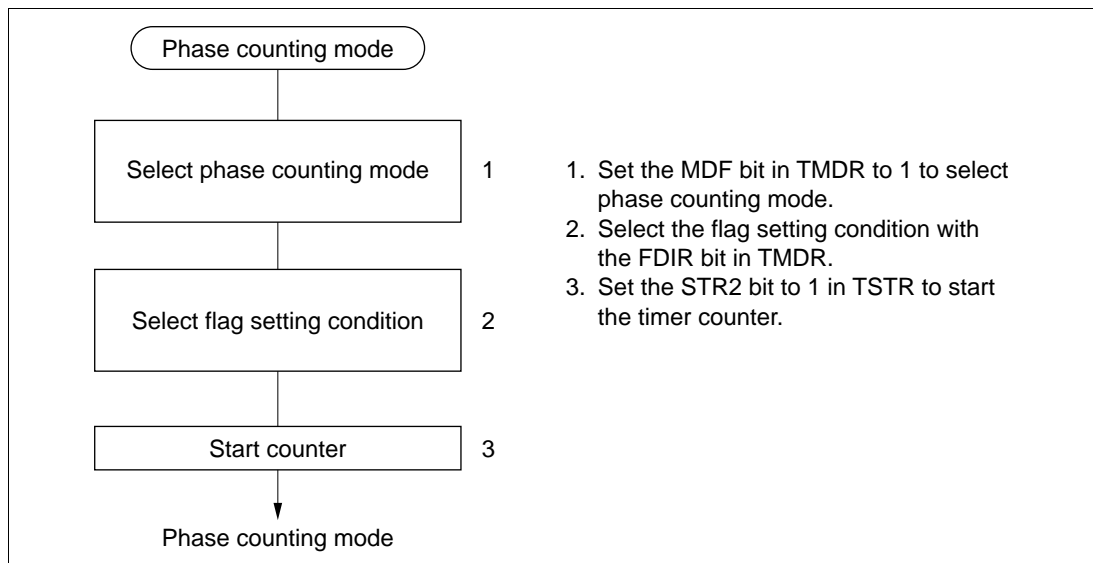 Phase counting mode
Select phase counting mode 1
Select flag setting condition 2
Start counter 3
Phase counting mode
1. Set the MDF bit in TMDR to 1 to select
phase counting mode.
2. Select the flag setting condition with
the FDIR bit in TMDR.
3. Set the STR2 bit to 1 in TSTR to start
the timer counter.